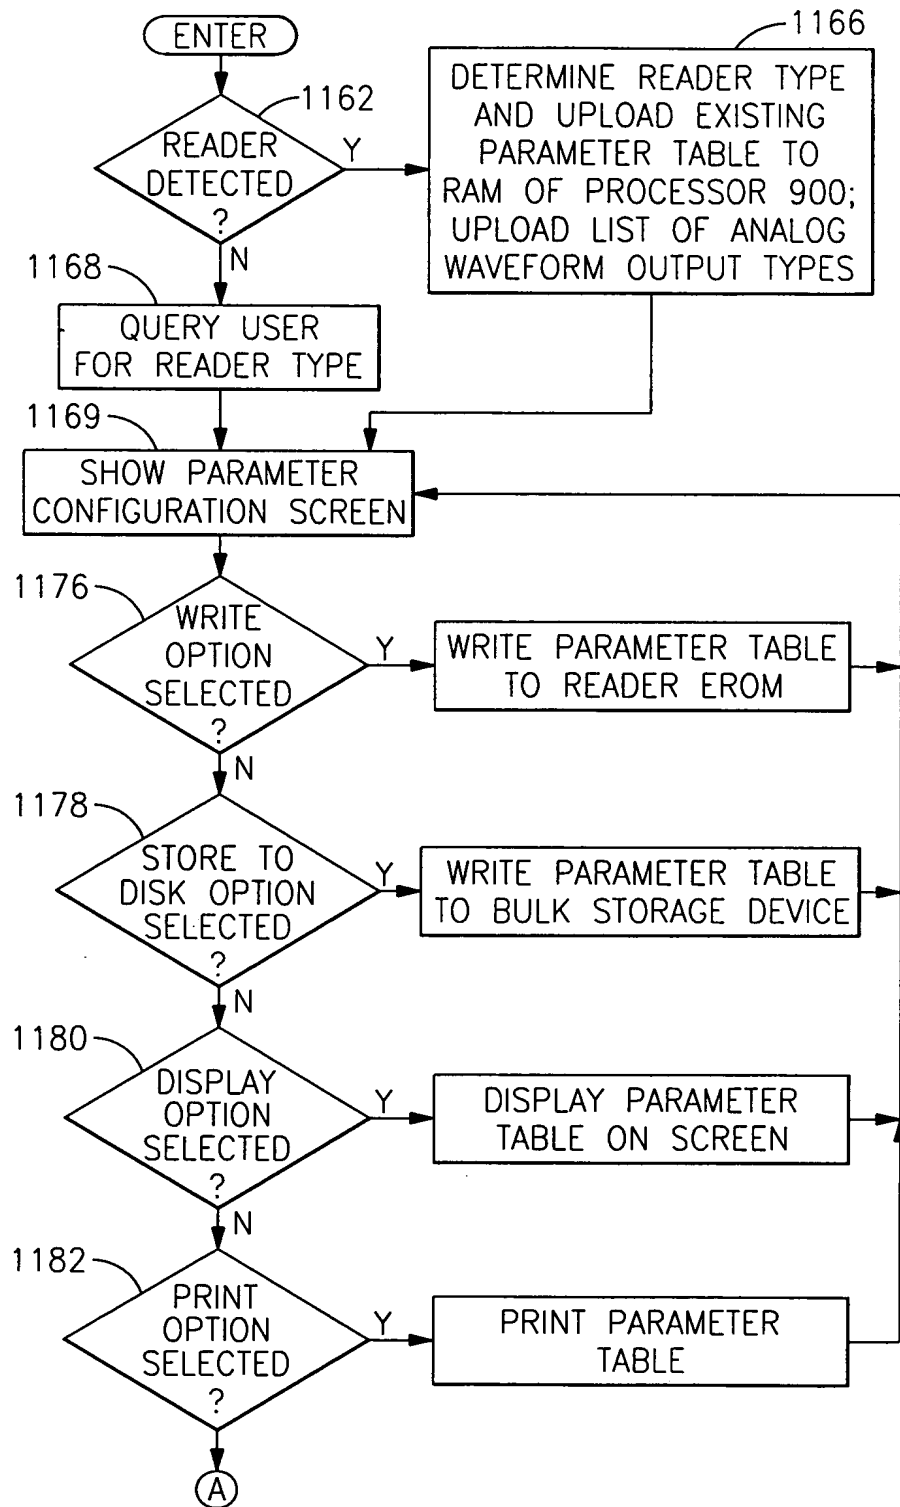 ENTER
1166
1162
READER
DETECTED
?
Y
N
DETERMINE READER TYPE
AND UPLOAD EXISTING
PARAMETER TABLE TO
RAM OF PROCESSOR 900;
UPLOAD LIST OF ANALOG
WAVEFORM OUTPUT TYPES
1168
QUERY USER
FOR READER TYPE
1169
SHOW PARAMETER
CONFIGURATION SCREEN
1176
WRITE
OPTION
SELECTED
?
Y
N
WRITE PARAMETER TABLE
TO READER EROM
1178
STORE TO
DISK OPTION
SELECTED
?
Y
N
WRITE PARAMETER TABLE
TO BULK STORAGE DEVICE
1180
DISPLAY
OPTION
SELECTED
?
Y
N
DISPLAY PARAMETER
TABLE ON SCREEN
1182
PRINT
OPTION
SELECTED
?
Y
PRINT PARAMETER
TABLE
A